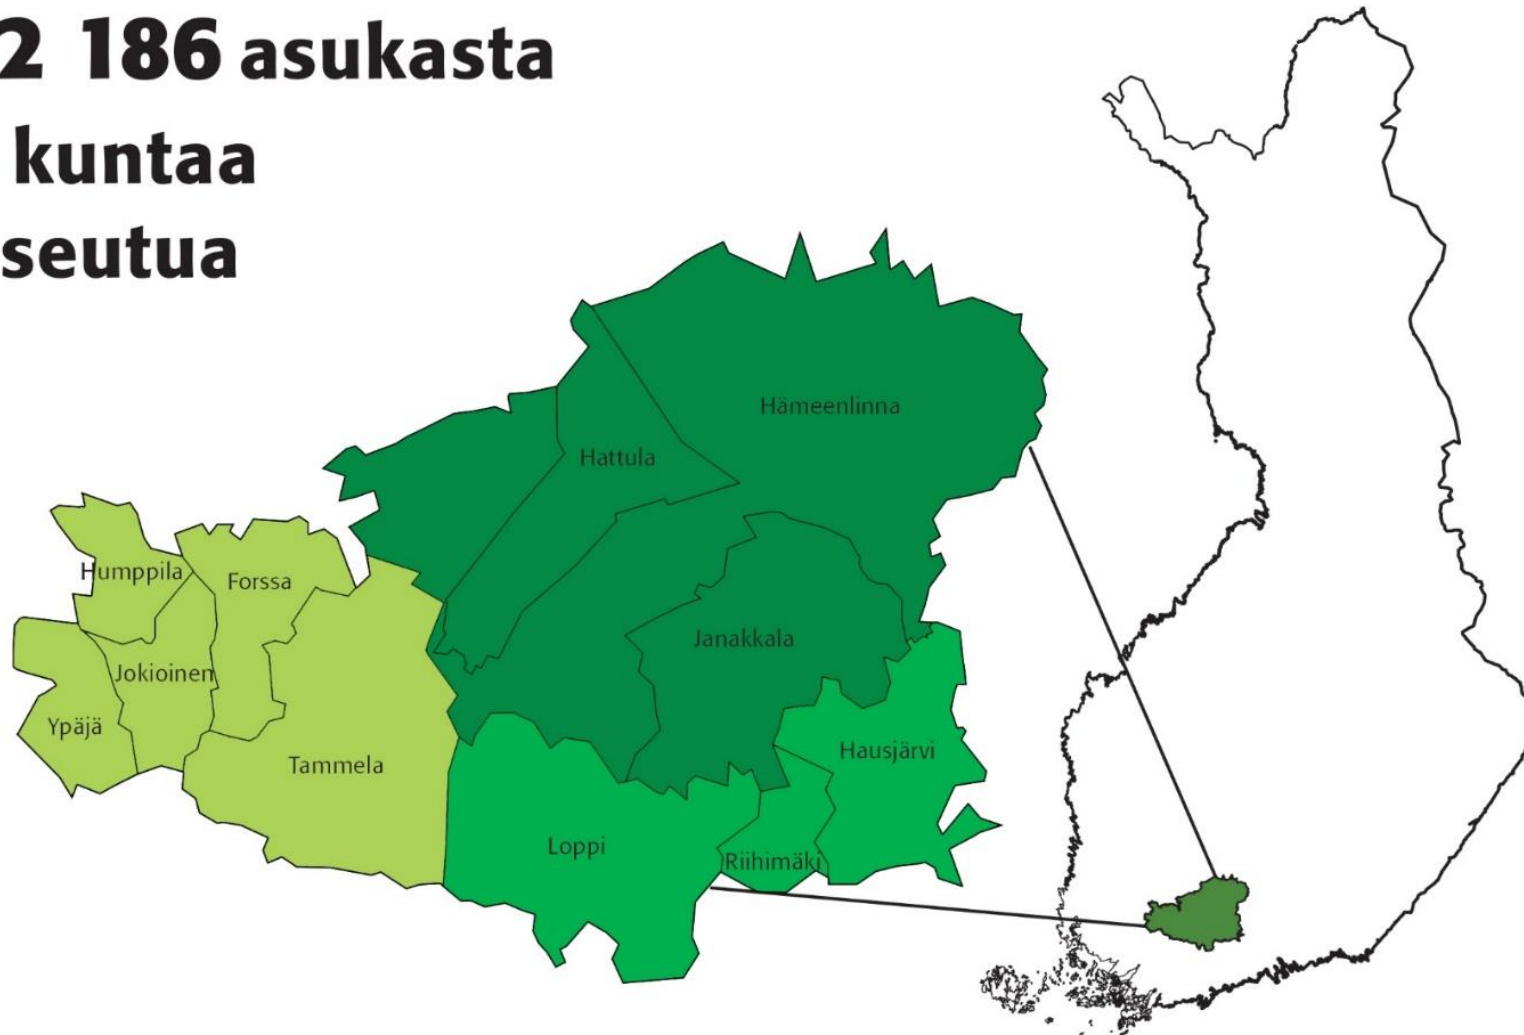 2 186 asukasta
kuntaa
seutua
Hämeenlinna
Hattula
Humppila
Forssa
Janakkala
Jokioinen
Ypäjä
Hausjärvi
Tammela
Loppi
Riihimäki